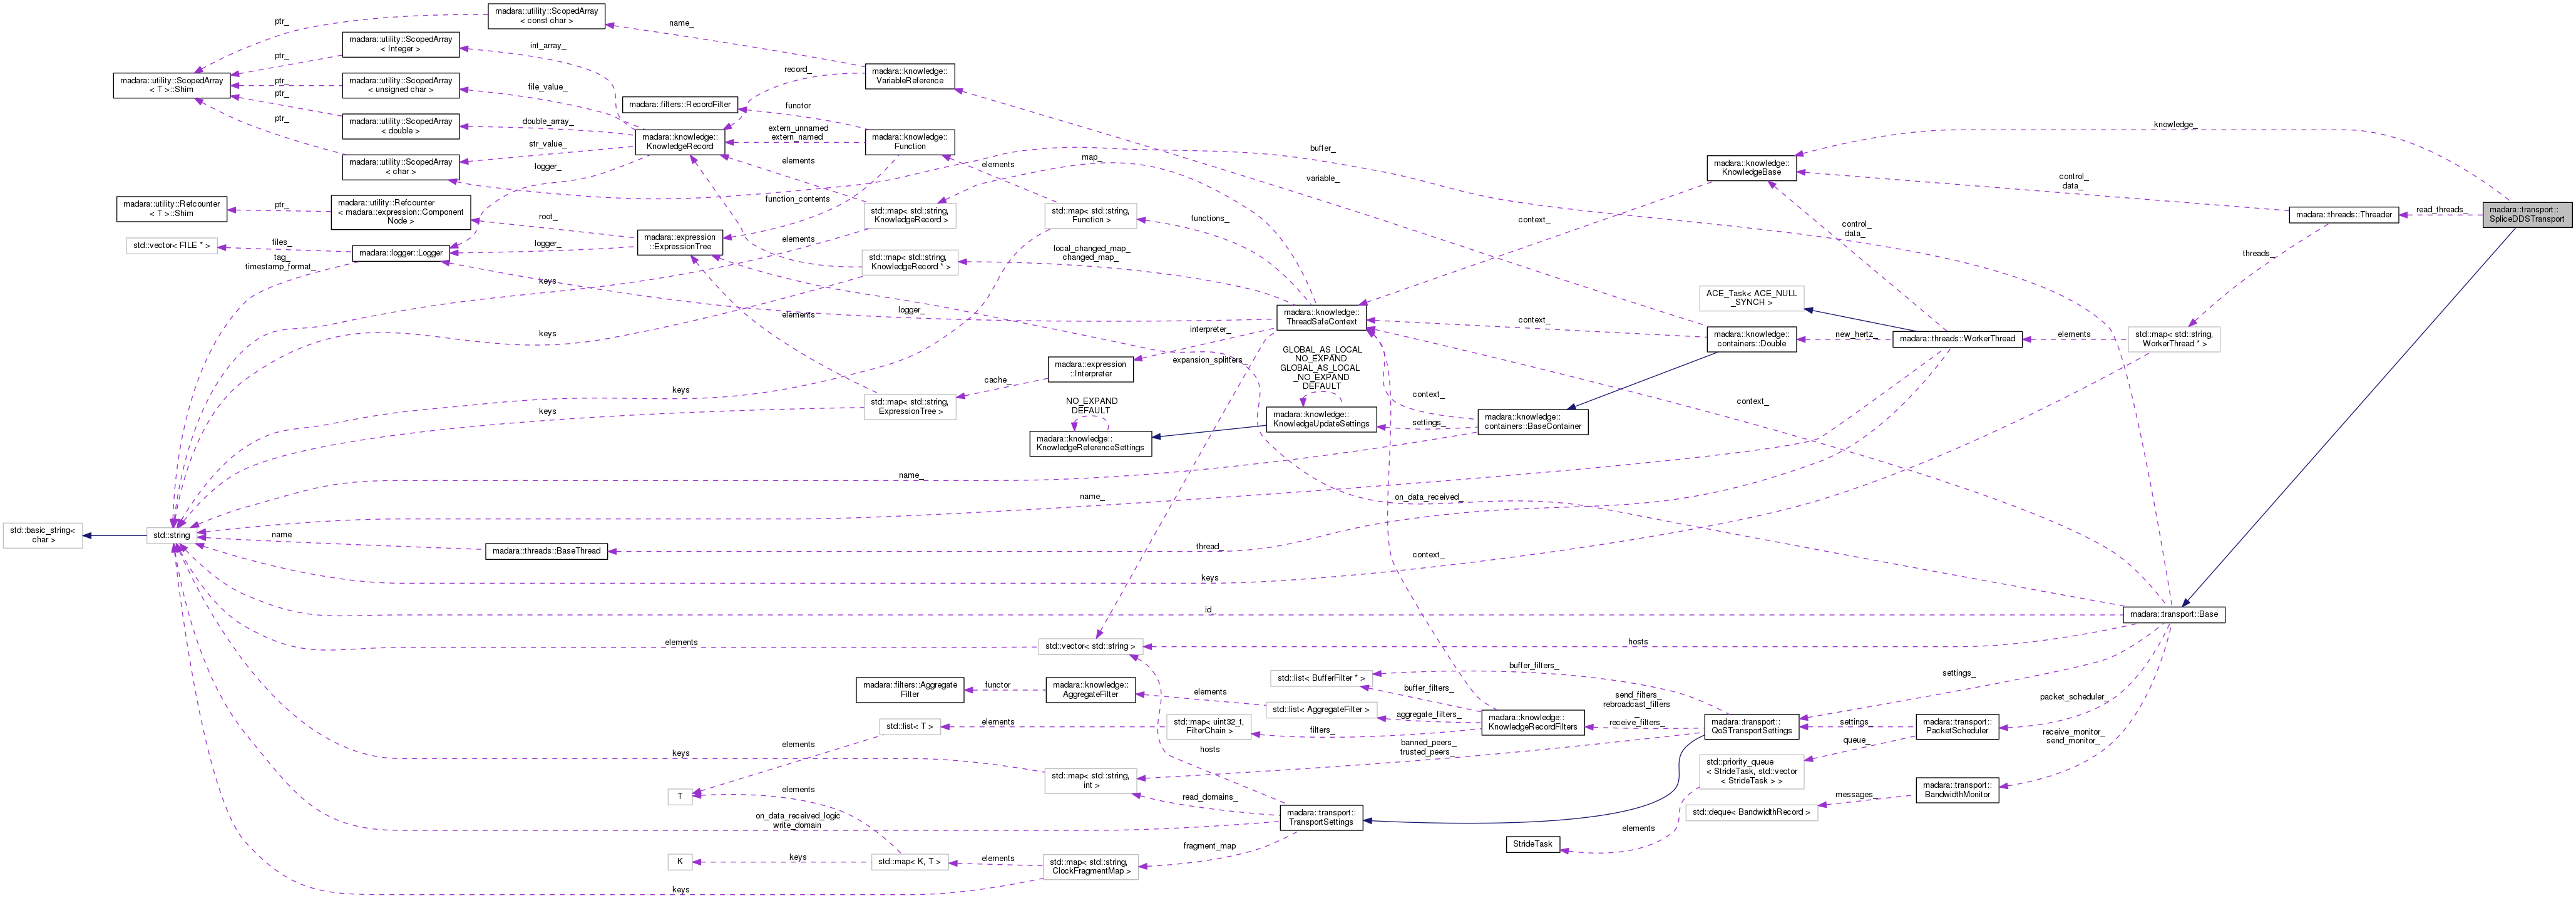 madara::utility::ScopedArray
< const char >
ptr_
name_
madara::utility::ScopedArray
< Integer >
int_array_
ptr_
madara::utility::ScopedArray
< T >::Shim
ptr_
madara::utility::ScopedArray
< unsigned char >
file_value_
record_
madara::knowledge::
VariableReference
ptr_
madara::filters::RecordFilter
functor
madara::utility::ScopedArray
< double >
double_array_
ptr_
madara::knowledge::
KnowledgeRecord
extern_unnamed
extern_named
madara::knowledge::
Function
str_value_
madara::utility::ScopedArray
< char >
logger_
elements
elements
map_
buffer_
variable_
knowledge_
madara::knowledge::
KnowledgeBase
control_
data_
madara::utility::Refcounter
< T >::Shim
ptr_
madara::utility::Refcounter
< madara::expression::Component
Node >
root_
function_contents
std::map< std::string,
KnowledgeRecord >
std::map< std::string,
Function >
functions_
context_
control_
data_
madara::threads::Threader
read_threads_
madara::transport::
SpliceDDSTransport
std::vector< FILE * >
files_
madara::logger::Logger
logger_
madara::expression
::ExpressionTree
elements
local_changed_map_
changed_map_
threads_
tag_
timestamp_format_
std::map< std::string,
KnowledgeRecord * >
keys
ACE_Task< ACE_NULL
_SYNCH >
logger_
elements
madara::knowledge::
ThreadSafeContext
context_
interpreter_
madara::knowledge::
containers::Double
new_hertz_
madara::threads::WorkerThread
elements
std::map< std::string,
WorkerThread * >
keys
madara::expression
::Interpreter
expansion_splitters_
GLOBAL_AS_LOCAL
NO_EXPAND
GLOBAL_AS_LOCAL
_NO_EXPAND
DEFAULT
cache_
keys
std::map< std::string,
ExpressionTree >
keys
NO_EXPAND
DEFAULT
context_
context_
madara::knowledge::
KnowledgeUpdateSettings
settings_
madara::knowledge::
containers::BaseContainer
madara::knowledge::
KnowledgeReferenceSettings
name_
name_
on_data_received_
std::basic_string<
char >
std::string
name
madara::threads::BaseThread
thread_
context_
keys
id_
madara::transport::Base
elements
std::vector< std::string >
hosts
buffer_filters_
settings_
std::list< BufferFilter * >
madara::filters::Aggregate
Filter
functor
madara::knowledge::
AggregateFilter
elements
buffer_filters_
send_filters_
rebroadcast_filters
_
receive_filters_
packet_scheduler_
std::list< AggregateFilter >
aggregate_filters_
madara::knowledge::
KnowledgeRecordFilters
madara::transport::
QoSTransportSettings
settings_
madara::transport::
PacketScheduler
std::list< T >
elements
std::map< uint32_t,
FilterChain >
filters_
receive_monitor_
send_monitor_
elements
hosts
banned_peers_
trusted_peers_
queue_
keys
std::map< std::string,
int >
std::priority_queue
< StrideTask, std::vector
< StrideTask > >
T
elements
read_domains_
madara::transport::
BandwidthMonitor
messages_
std::deque< BandwidthRecord >
on_data_received_logic
write_domain
madara::transport::
TransportSettings
elements
StrideTask
fragment_map
K
keys
std::map< K, T >
elements
std::map< std::string,
ClockFragmentMap >
keys